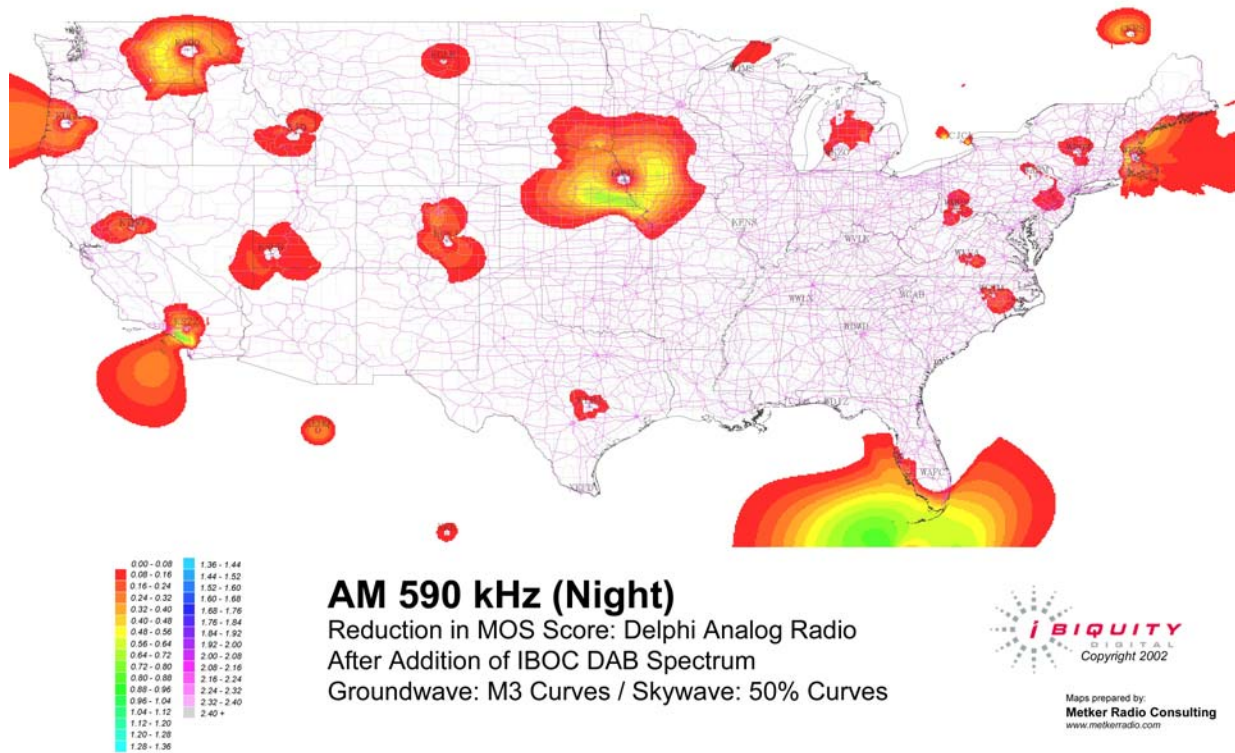 KENS
WVLK
WWLX
WCAB
WDWD
WDIZ
WAFC
0.00 - 0.08
0.08 - 0.16
0.16 - 0.24
0.24 - 0.32
0.32 - 0.40
0.40 - 0.48
0.48 - 0.56
0.56 - 0.64
0.64 - 0.72
0.72 - 0.80
0.80 - 0.88
0.88 - 0.96
0.96 - 1.04
1.04 - 1.12
1.12 - 1.20
1.20 - 1.28
1.28 - 1.36
1.36 - 1.44
1.44 - 1.52
1.52 - 1.60
1.60 - 1.68
1.68 - 1.76
1.76 - 1.84
1.84 - 1.92
1.92 - 2.00
2.00 - 2.08
2.08 - 2.16
2.16 - 2.24
2.24 - 2.32
2.32 - 2.40
2.40 +
AM 590 kHz (Night)
Reduction in MOS Score: Delphi Analog Radio
After Addition of IBOC DAB Spectrum
Groundwave: M3 Curves / Skywave: 50% Curves
iBIQUITY
DIGITAL
Copyright 2002
Maps prepared by:
Metker Radio Consulting
www.metkerradio.com